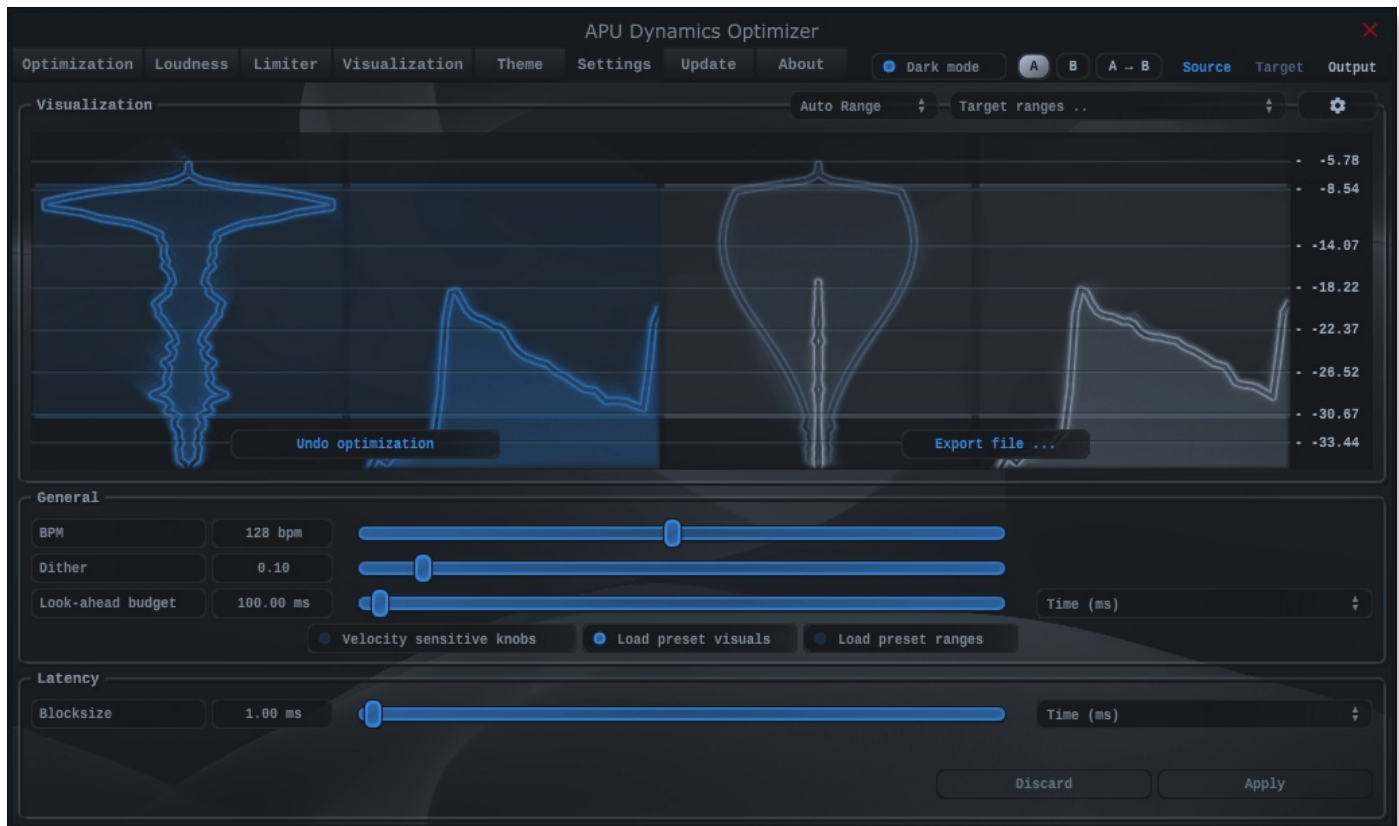 APU Dynamics Optimizer
Optimization Loudness Limiter Visualization Theme Settings Update About Dark mode A B A → B Source Target Output
Visualization Auto Range Target ranges ..
- -5.78
- -8.54
- -14.07
- -18.22
- -22.37
- -26.52
- -30.67
- -33.44
Undo optimization Export file ...
General
BPM 128 bpm
Dither 0.10
Look-ahead budget 100.00 ms Time (ms)
Velocity sensitive knobs Load preset visuals Load preset ranges
Latency
Blocksize 1.00 ms Time (ms)
Discard Apply